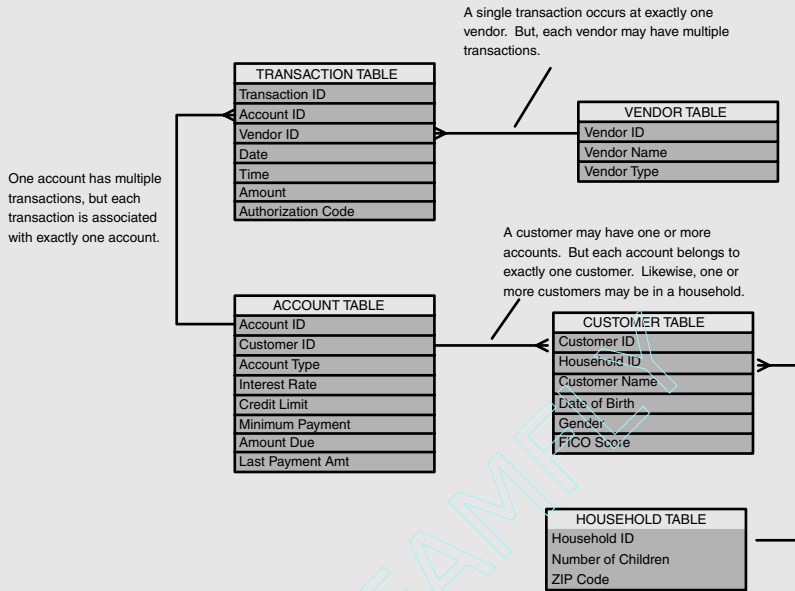 A single transaction occurs at exactly one
vendor. But, each vendor may have multiple
transactions.
TRANSACTION TABLE
Transaction ID
Account ID
Vendor ID
Date
Time
Amount
Authorization Code
VENDOR TABLE
Vendor ID
Vendor Name
Vendor Type
One account has multiple
transactions, but each
transaction is associated
with exactly one account.
A customer may have one or more
accounts. But each account belongs to
exactly one customer. Likewise, one or
more customers may be in a household.
ACCOUNT TABLE
Account ID
Customer ID
Account Type
Interest Rate
Credit Limit
Minimum Payment
Amount Due
Last Payment Amt
CUSTOMER TABLE
Customer ID
Household ID
Customer Name
Date of Birth
Gender
FICO Score
HOUSEHOLD TABLE
Household ID
Number of Children
ZIP Code